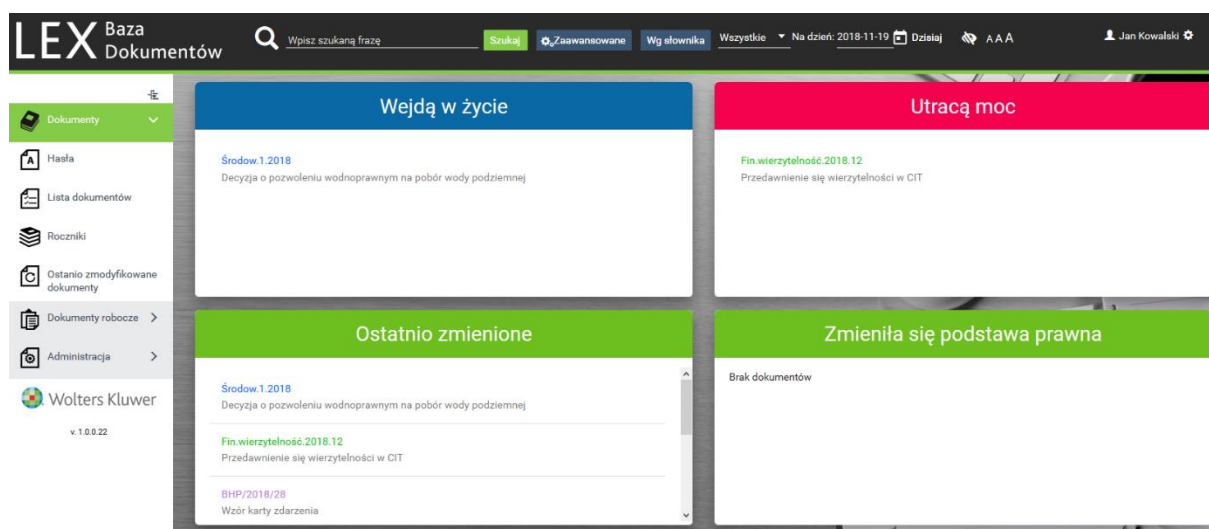 LEX Baza Dokumentów
Wpisz szukaną frazę Szukaj Zaawansowane Wg słownika Wszystkie Na dzień: 2018-11-19 Dzisiaj A A A Jan Kowalski
Dokumenty
Hasła
Lista dokumentów
Roczniki
Ostanio zmodyfikowane
dokumenty
Dokumenty robocze
Administracja
Wolters Kluwer
v. 1.0.0.22
Wejdą w życie
Środow.1.2018
Decyzja o pozwoleniu wodnoprawnym na pobór wody podziemnej
Utracą moc
Fin.wierzytelność.2018.12
Przedawnienie się wierzytelności w CIT
Ostatnio zmienione
Środow.1.2018
Decyzja o pozwoleniu wodnoprawnym na pobór wody podziemnej
Fin.wierzytelność.2018.12
Przedawnienie się wierzytelności w CIT
BHP/2018/28
Wzór karty zdarzenia
Zmieniła się podstawa prawna
Brak dokumentów